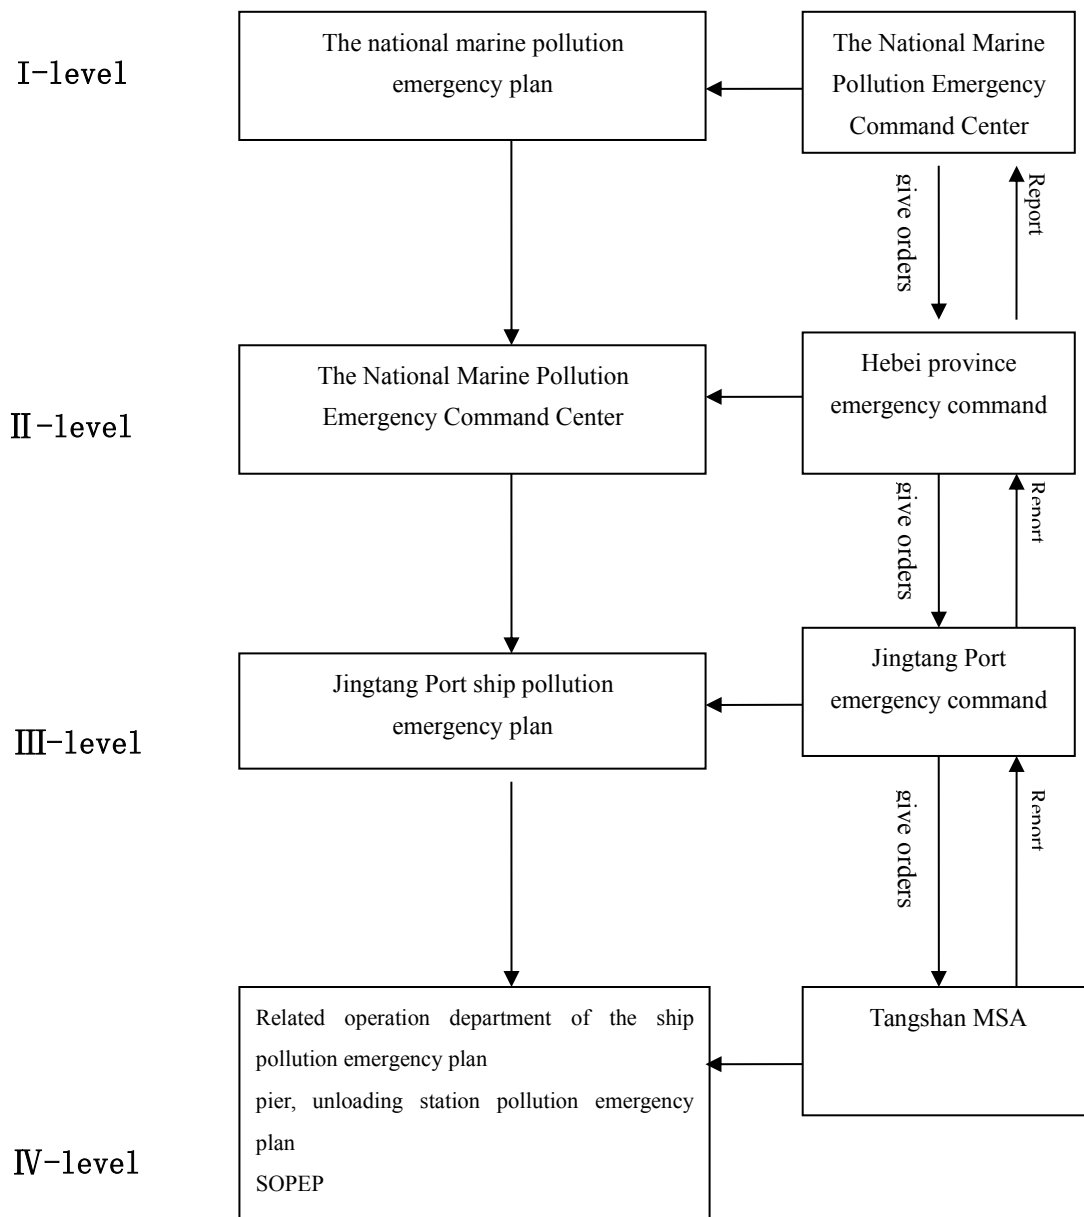 I-level
The national marine pollution
emergency plan
The National Marine
Pollution Emergency
Command Center
give orders
Report
II-level
The National Marine Pollution
Emergency Command Center
Hebei province
emergency command
give orders
Report
III-level
Jingtang Port ship pollution
emergency plan
Jingtang Port
emergency command
give orders
Report
IV-level
Related operation department of the ship
pollution emergency plan
pier, unloading station pollution emergency
plan
SOPEP
Tangshan MSA